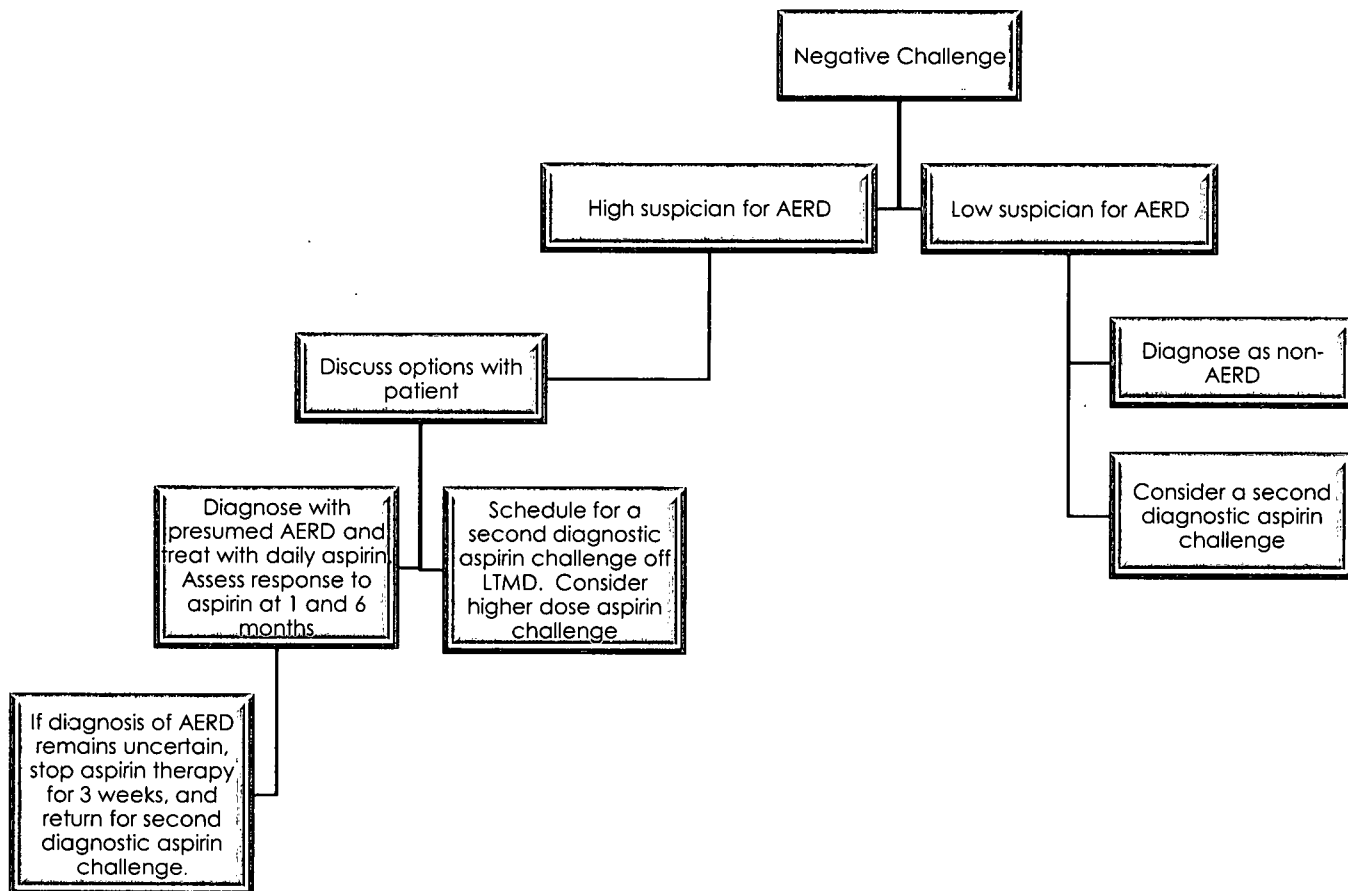 Negative Challenge
High suspician for AERD
Low suspician for AERD
Discuss options with
patient
Diagnose as non-
AERD
Diagnose with
presumed AERD and
treat with daily aspirin.
Assess response to
aspirin at 1 and 6
months
Schedule for a
second diagnostic
aspirin challenge off
LTMD. Consider
higher dose aspirin
challenge
Consider a second
diagnostic aspirin
challenge
If diagnosis of AERD
remains uncertain,
stop aspirin therapy
for 3 weeks, and
return for second
diagnostic aspirin
challenge.